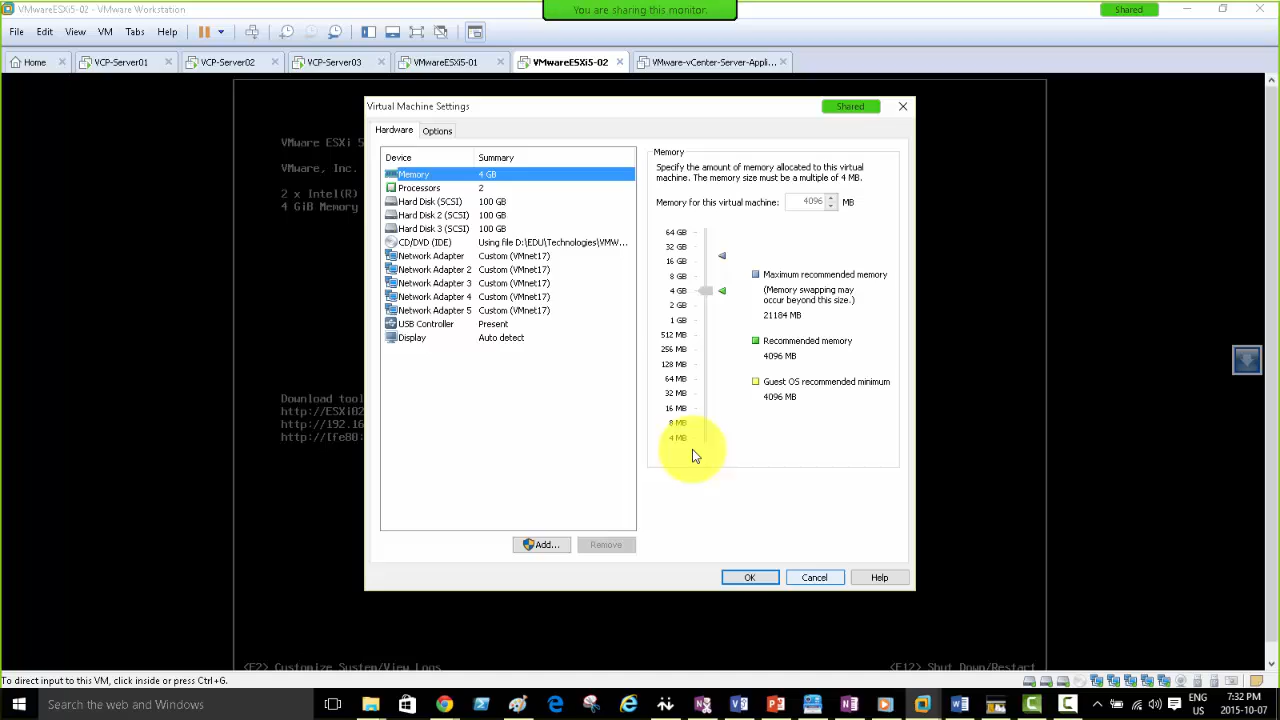 You are sharing this monitor.
VMwareESXi5-02 - VMware Workstation
Shared
File Edit View VM Tabs Help
Home VCP-Server01 VCP-Server02 VCP-Server03 VMwareESXi5-01 VMwareESXi5-02 VMware-vCenter-Server-Appl...
Virtual Machine Settings
Shared
Hardware Options
Device Summary
Memory 4 GB
Processors 2
Hard Disk (SCSI) 100 GB
Hard Disk 2 (SCSI) 100 GB
Hard Disk 3 (SCSI) 100 GB
CD/DVD (IDE) Using file D:\EDU\Technologies\VMW...
Network Adapter Custom (VMnet17)
Network Adapter 2 Custom (VMnet17)
Network Adapter 3 Custom (VMnet17)
Network Adapter 4 Custom (VMnet17)
Network Adapter 5 Custom (VMnet17)
USB Controller Present
Display Auto detect
Add... Remove
Memory
Specify the amount of memory allocated to this virtual
machine. The memory size must be a multiple of 4 MB.
Memory for this virtual machine: 4096 MB
64 GB
32 GB
16 GB
8 GB
4 GB
2 GB
1 GB
512 MB
256 MB
128 MB
64 MB
32 MB
16 MB
8 MB
4 MB
Maximum recommended memory
(Memory swapping may
occur beyond this size.)
21184 MB
Recommended memory
4096 MB
Guest OS recommended minimum
4096 MB
OK Cancel Help
VMware ESXi 5
VMware, Inc.
2 x Intel(R)
4 GiB Memory
Download tool
http://ESXi02
http://192.16
http://[fe80:
<F2> Customize System/View Logs <F12> Shut Down/Restart
To direct input to this VM, click inside or press Ctrl+G.
Search the web and Windows
ENG 7:32 PM
US 2015-10-07